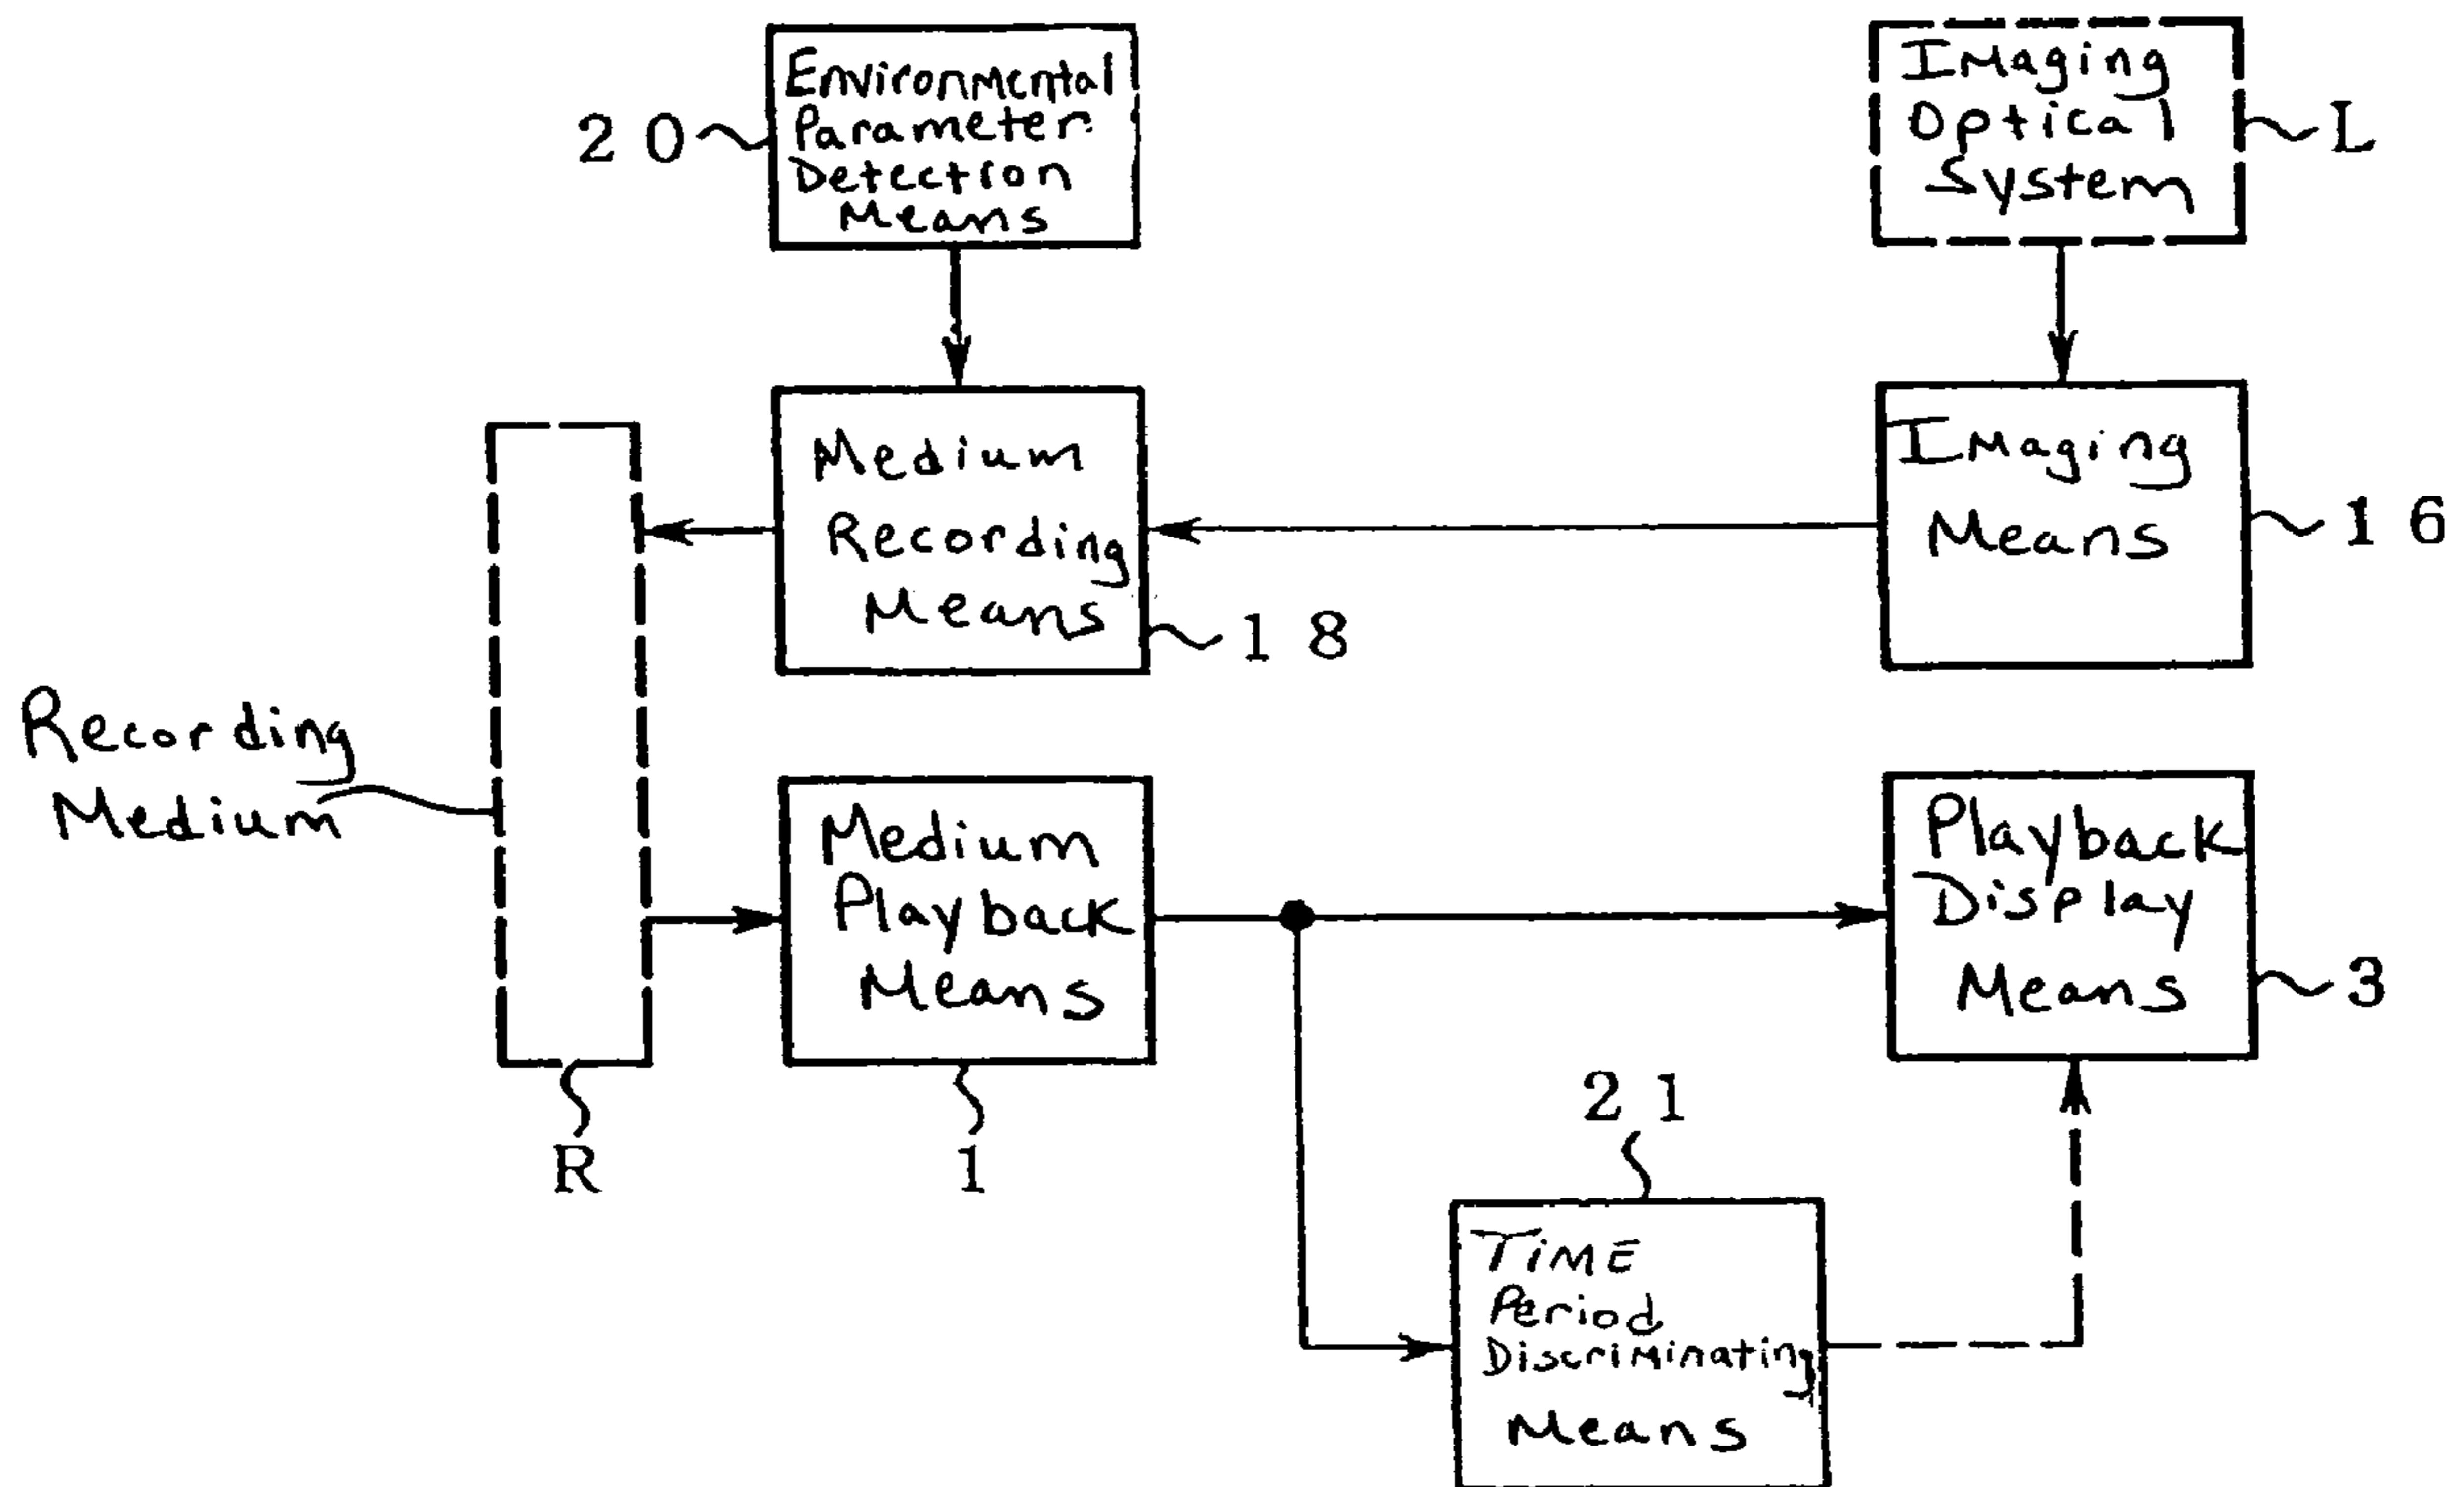 Environmental
Parameter
Detection
Means
20
Imaging
Optical
System
L
Medium
Recording
Means
18
Imaging
Means
16
Recording
Medium
R
Medium
Playback
Means
1
Playback
Display
Means
3
21
TIME
Period
Discriminating
Means